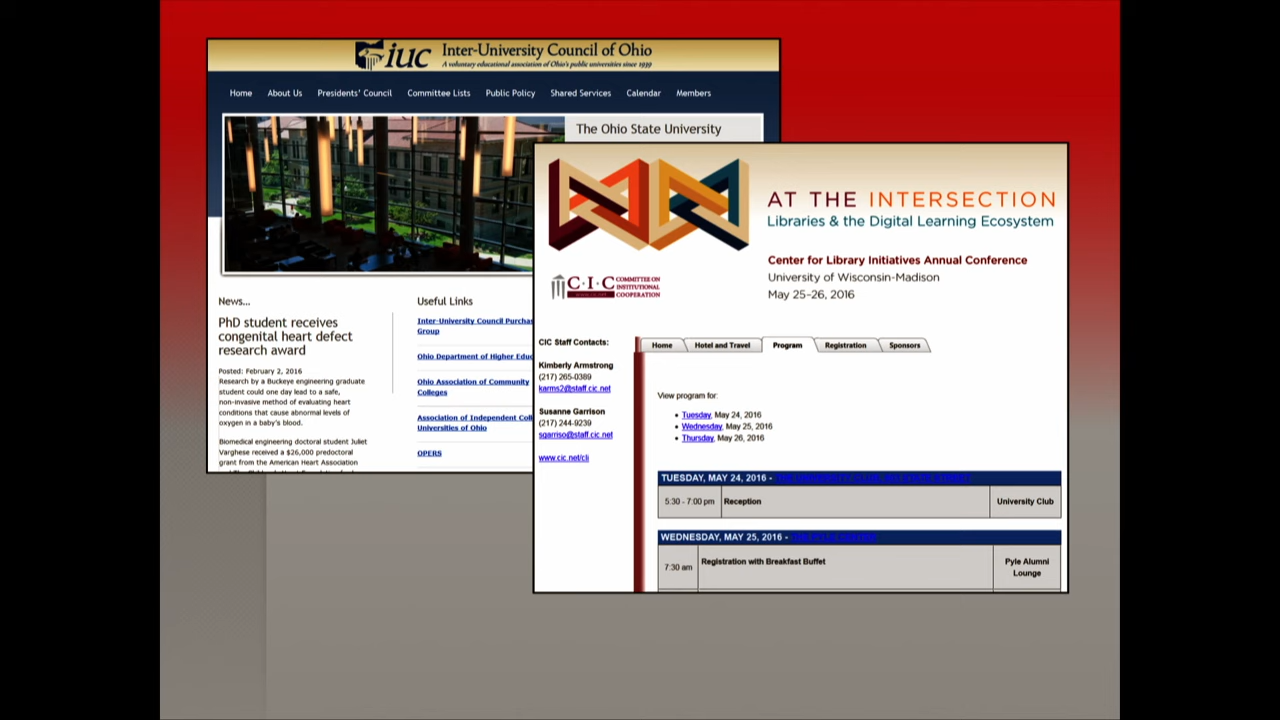 iuc Inter-University Council of Ohio
A voluntary educational association of Ohio's public universities since 1939
Home About Us Presidents' Council Committee Lists Public Policy Shared Services Calendar Members
The Ohio State University
News...
PhD student receives
congenital heart defect
research award
Posted: February 2, 2016
Research by a Buckeye engineering graduate
student could one day lead to a safe,
non-invasive method of evaluating heart
conditions that cause abnormal levels of
oxygen in a baby's blood.
Biomedical engineering doctoral student Juliet
Varghese received a $26,000 predoctoral
grant from the American Heart Association
Useful Links
Inter-University Council Purchas
Group
Ohio Department of Higher Educ
Ohio Association of Community
Colleges
Association of Independent Coll
Universities of Ohio
OPERS
AT THE INTERSECTION
Libraries & the Digital Learning Ecosystem
Center for Library Initiatives Annual Conference
University of Wisconsin-Madison
May 25-26, 2016
C·I·C COMMITTEE ON
INSTITUTIONAL
COOPERATION
www.cic.net
CIC Staff Contacts:
Kimberly Armstrong
(217) 265-0389
karms2@staff.cic.net
Susanne Garrison
(217) 244-9239
sgarriso@staff.cic.net
www.cic.net/cli
Home Hotel and Travel Program Registration Sponsors
View program for:
Tuesday, May 24, 2016
Wednesday, May 25, 2016
Thursday, May 26, 2016
TUESDAY, MAY 24, 2016 -
5:30 - 7:00 pm Reception University Club
WEDNESDAY, MAY 25, 2016 - THE PYLE CENTER
7:30 am Registration with Breakfast Buffet Pyle Alumni
Lounge